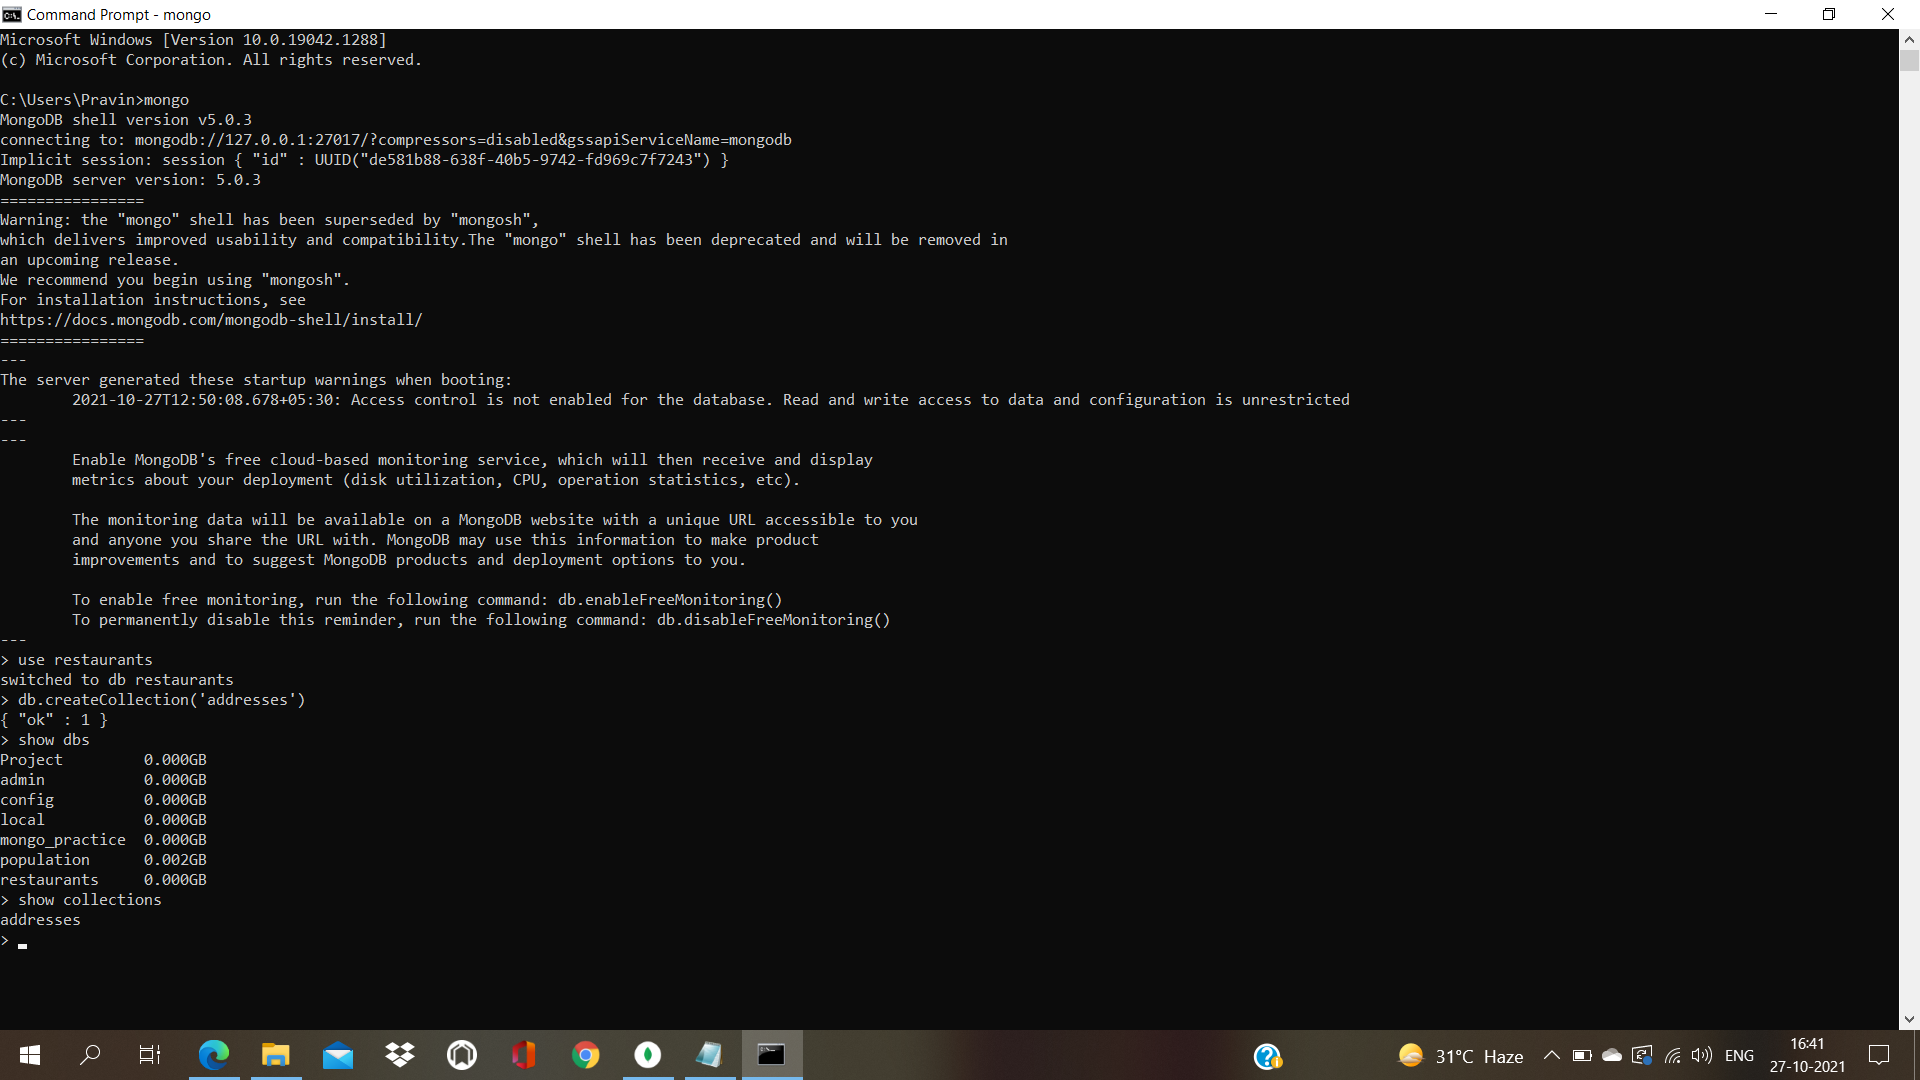 Command Prompt - mongo
Microsoft Windows [Version 10.0.19042.1288]
(c) Microsoft Corporation. All rights reserved.
C:\Users\Pravin>mongo
MongoDB shell version v5.0.3
connecting to: mongodb://127.0.0.1:27017/?compressors=disabled&gssapiServiceName=mongodb
Implicit session: session { "id" : UUID("de581b88-638f-40b5-9742-fd969c7f7243") }
MongoDB server version: 5.0.3
================
Warning: the "mongo" shell has been superseded by "mongosh",
which delivers improved usability and compatibility.The "mongo" shell has been deprecated and will be removed in
an upcoming release.
We recommend you begin using "mongosh".
For installation instructions, see
https://docs.mongodb.com/mongodb-shell/install/
================
---
The server generated these startup warnings when booting:
        2021-10-27T12:50:08.678+05:30: Access control is not enabled for the database. Read and write access to data and configuration is unrestricted
---
---
        Enable MongoDB's free cloud-based monitoring service, which will then receive and display
        metrics about your deployment (disk utilization, CPU, operation statistics, etc).
        The monitoring data will be available on a MongoDB website with a unique URL accessible to you
        and anyone you share the URL with. MongoDB may use this information to make product
        improvements and to suggest MongoDB products and deployment options to you.
        To enable free monitoring, run the following command: db.enableFreeMonitoring()
        To permanently disable this reminder, run the following command: db.disableFreeMonitoring()
---
> use restaurants
switched to db restaurants
> db.createCollection('addresses')
{ "ok" : 1 }
> show dbs
Project         0.000GB
admin           0.000GB
config          0.000GB
local           0.000GB
mongo_practice  0.000GB
population      0.002GB
restaurants     0.000GB
> show collections
addresses
>
31°C Haze
ENG
16:41
27-10-2021